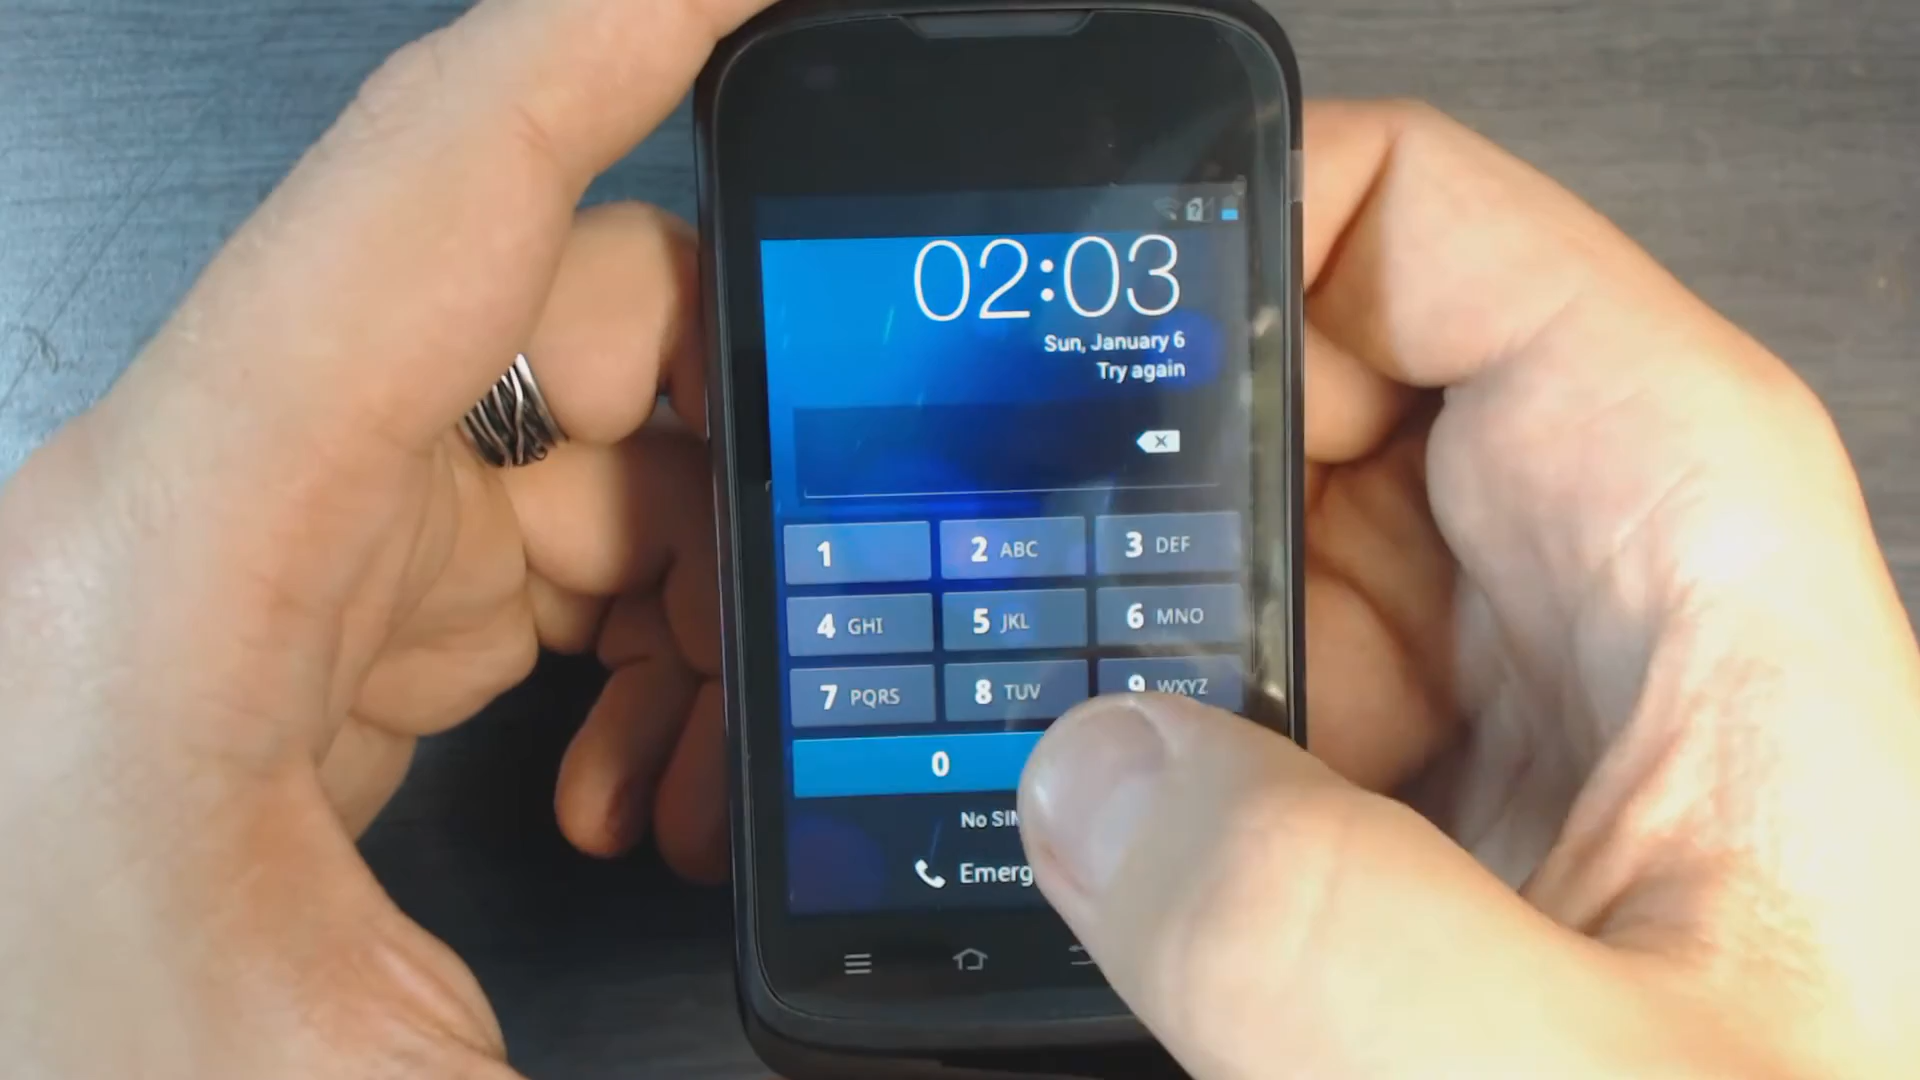 02:03
Sun, January 6
Try again
1
2 ABC
3 DEF
4 GHI
5 JKL
6 MNO
7 PQRS
8 TUV
9 WXYZ
0
No